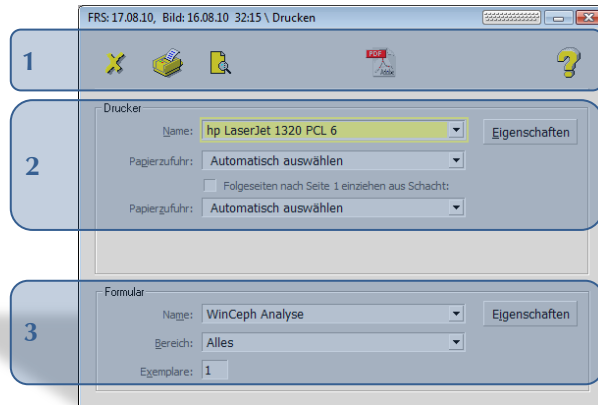 FRS: 17.08.10, Bild: 16.08.10 32:15 \ Drucken
1
PDF
Adobe
?
Drucker
2
Name: hp LaserJet 1320 PCL 6 Eigenschaften
Papierzufuhr: Automatisch auswählen
Folgeseiten nach Seite 1 einziehen aus Schacht:
Papierzufuhr: Automatisch auswählen
Formular
3
Name: WinCeph Analyse Eigenschaften
Bereich: Alles
Exemplare: 1